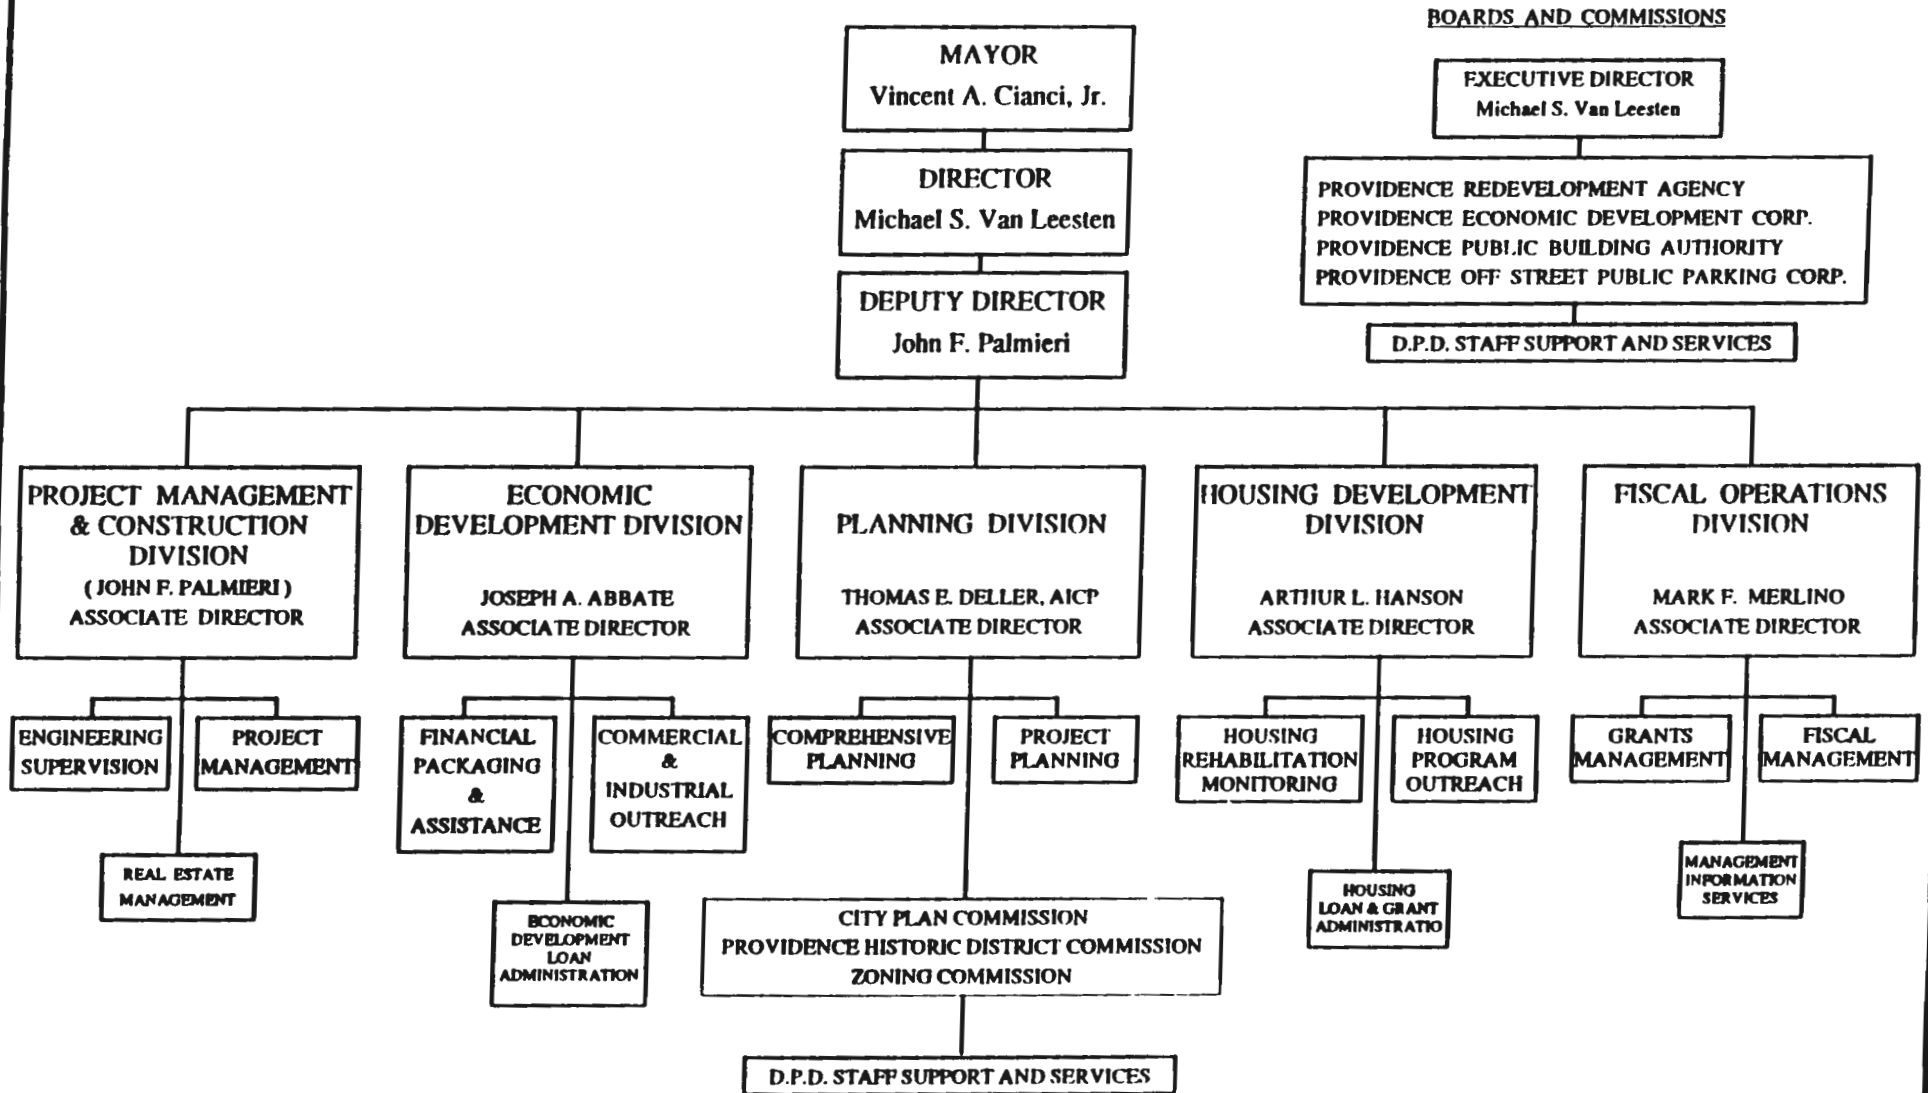 BOARDS AND COMMISSIONS
MAYOR
Vincent A. Cianci, Jr.
EXECUTIVE DIRECTOR
Michael S. Van Leesten
DIRECTOR
Michael S. Van Leesten
PROVIDENCE REDEVELOPMENT AGENCY
PROVIDENCE ECONOMIC DEVELOPMENT CORP.
PROVIDENCE PUBLIC BUILDING AUTHORITY
PROVIDENCE OFF STREET PUBLIC PARKING CORP.
DEPUTY DIRECTOR
John F. Palmieri
D.P.D. STAFF SUPPORT AND SERVICES
PROJECT MANAGEMENT
& CONSTRUCTION
DIVISION
( JOHN F. PALMIERI )
ASSOCIATE DIRECTOR
ECONOMIC
DEVELOPMENT DIVISION
JOSEPH A. ABBATE
ASSOCIATE DIRECTOR
PLANNING DIVISION
THOMAS E. DELLER, AICP
ASSOCIATE DIRECTOR
HOUSING DEVELOPMENT
DIVISION
ARTHUR L. HANSON
ASSOCIATE DIRECTOR
FISCAL OPERATIONS
DIVISION
MARK F. MERLINO
ASSOCIATE DIRECTOR
ENGINEERING
SUPERVISION
PROJECT
MANAGEMENT
REAL ESTATE
MANAGEMENT
FINANCIAL
PACKAGING
&
ASSISTANCE
COMMERCIAL
&
INDUSTRIAL
OUTREACH
ECONOMIC
DEVELOPMENT
LOAN
ADMINISTRATION
COMPREHENSIVE
PLANNING
PROJECT
PLANNING
CITY PLAN COMMISSION
PROVIDENCE HISTORIC DISTRICT COMMISSION
ZONING COMMISSION
D.P.D. STAFF SUPPORT AND SERVICES
HOUSING
REHABILITATION
MONITORING
HOUSING
PROGRAM
OUTREACH
HOUSING
LOAN & GRANT
ADMINISTRATIO
GRANTS
MANAGEMENT
FISCAL
MANAGEMENT
MANAGEMENT
INFORMATION
SERVICES